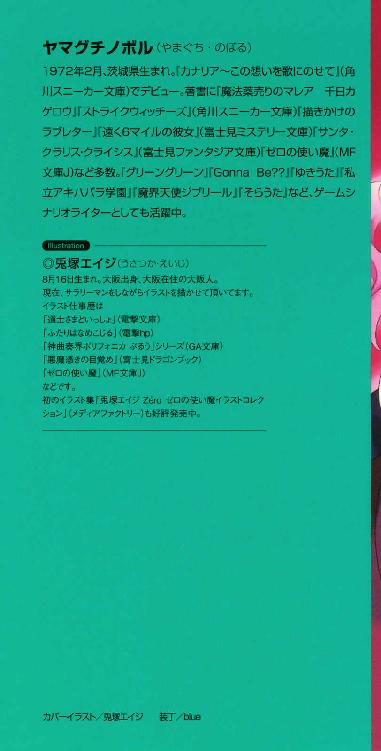 ヤマグチノボル(やまぐち・のぼる)
1972年2月、茨城県生まれ。『カナリア〜この想いを歌にのせて』(角
川スニーカー文庫)でデビュー。著書に『魔法薬売りのマレア 千日カ
ゲロウ』『ストライクウィッチーズ』(角川スニーカー文庫)『描きかけの
ラブレター』『遠く6マイルの彼女』(富士見ミステリー文庫)『サンタ・
クラリス・クライシス』(富士見ファンタジア文庫)『ゼロの使い魔』(MF
文庫J)など多数。『グリーングリーン』『Gonna Be??』『ゆきうた』『私
立アキハバラ学園』『魔界天使ジブリール』『そらうた』など、ゲームシ
ナリオライターとしても活躍中。
Illustration
◎兎塚エイジ(うさつか・えいじ)
8月16日生まれ。大阪出身、大阪在住の大阪人。
現在、サラリーマンをしながらイラストを描かせて頂いてます。
イラスト仕事歴は
「道士さまといっしょ」(電撃文庫)
「ふたりはなめこじる」(電撃hp)
「神曲奏界ポリフォニカ ぶるう」シリーズ(GA文庫)
「悪魔憑きの目覚め」(富士見ドラゴンブック)
「ゼロの使い魔」(MF文庫J)
などです。
初のイラスト集『兎塚エイジ Zéro ゼロの使い魔イラストコレク
ション』(メディアファクトリー)も好評発売中。
カバーイラスト/兎塚エイジ 装丁/blue